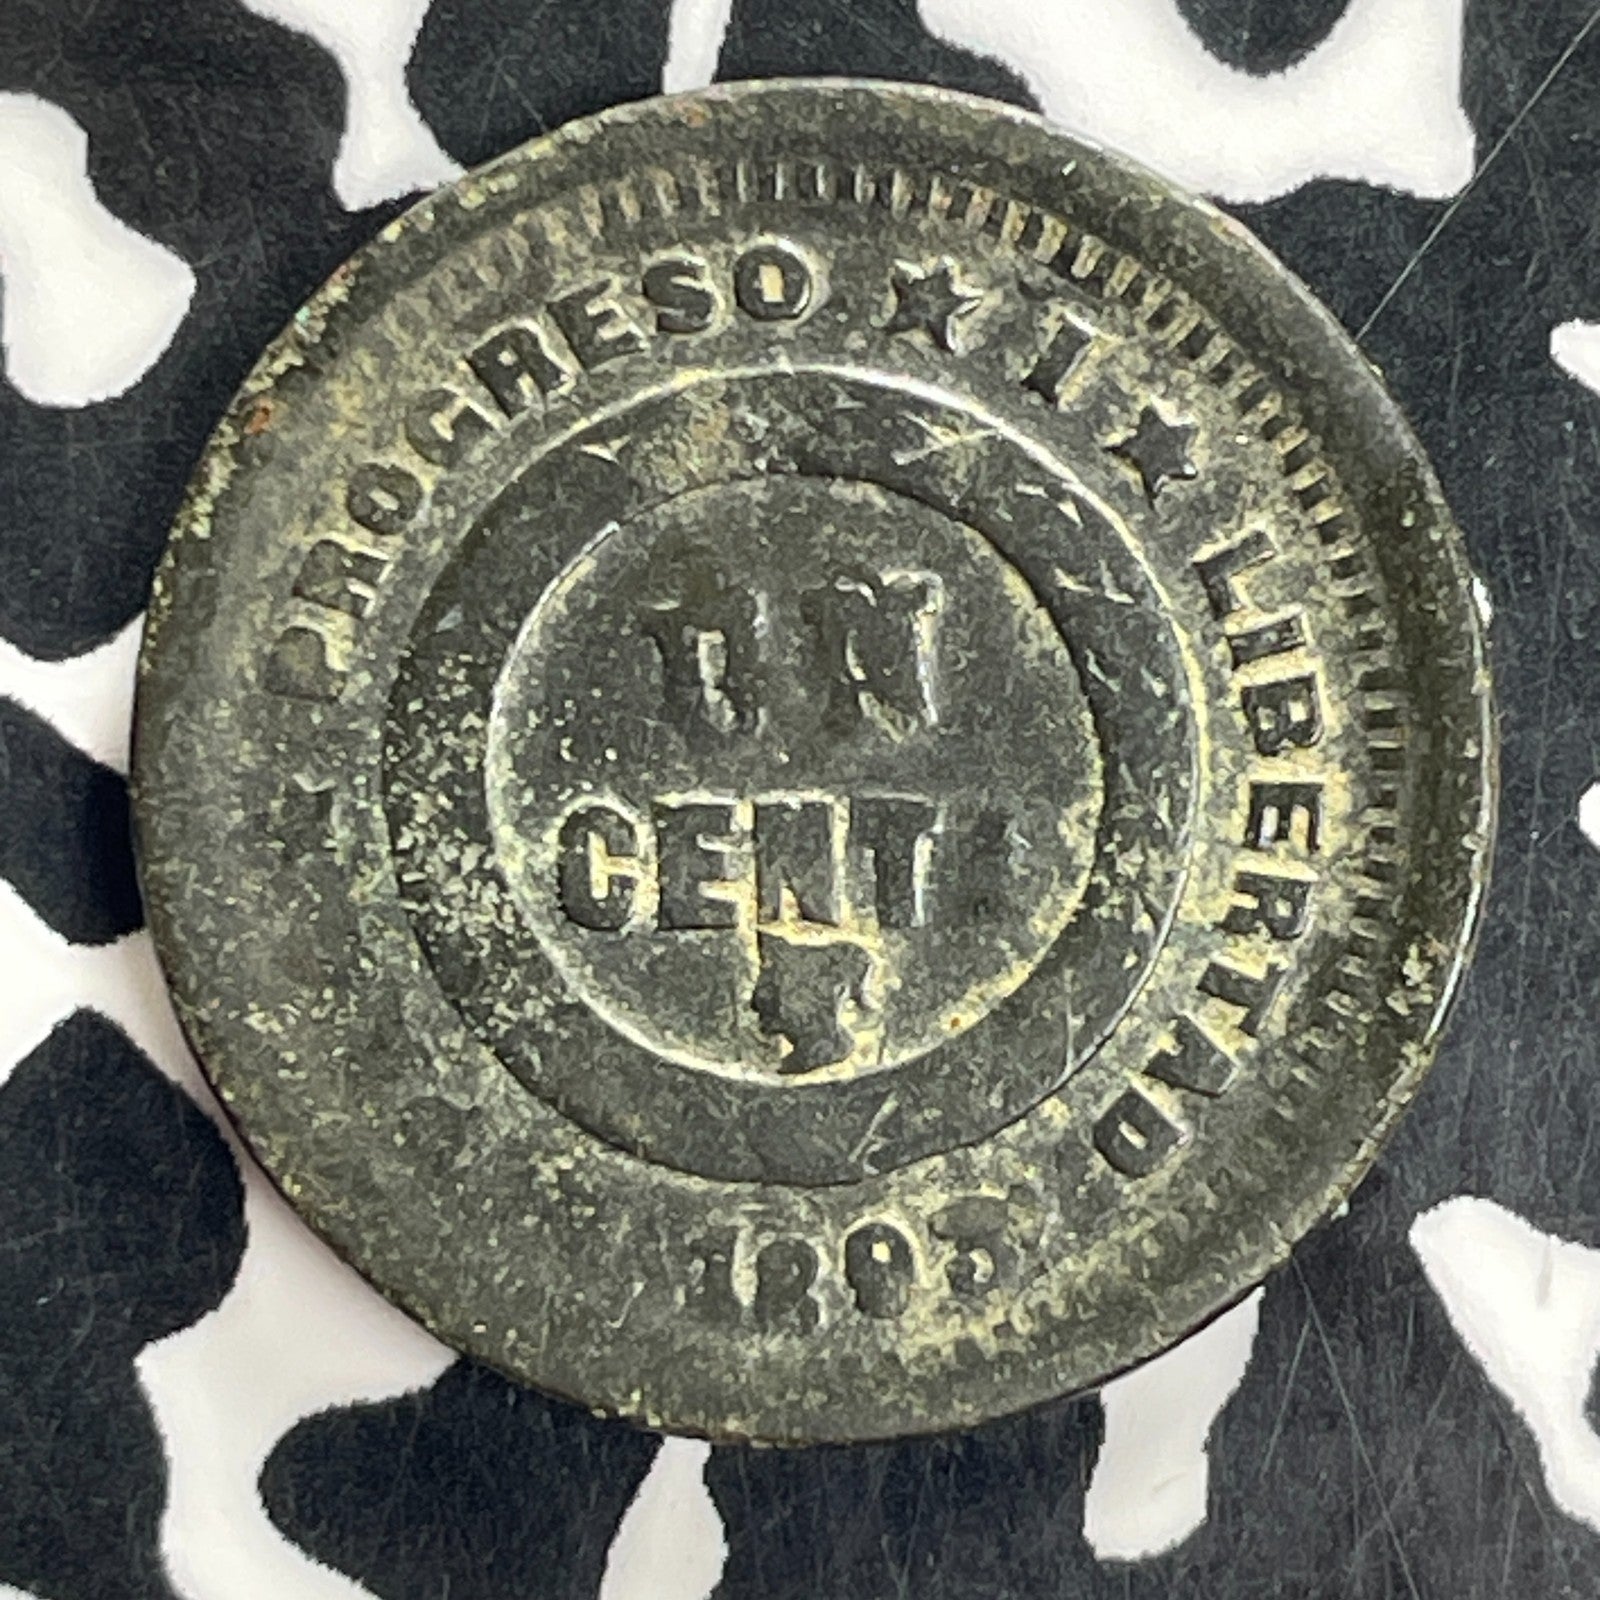 PROGRESO ★ I ★ LIBERTAD
UN
CENT